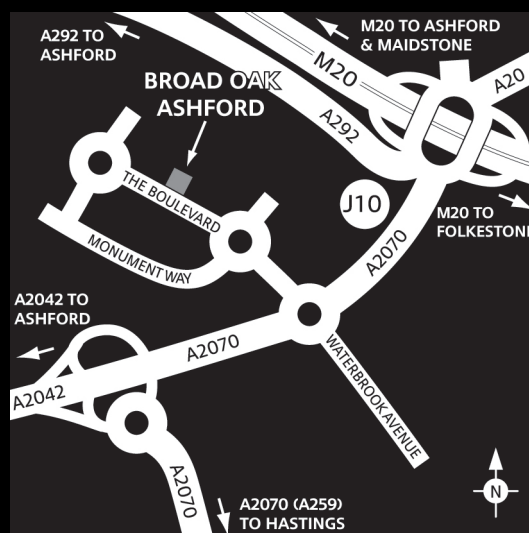 A292 TO
ASHFORD
M20 TO ASHFORD
& MAIDSTONE
BROAD OAK
ASHFORD
M20
A20
A292
THE BOULEVARD
J10
M20 TO
FOLKESTONE
MONUMENT WAY
A2070
A2042 TO
ASHFORD
A2070
WATERBROOK AVENUE
A2042
A2070
N
A2070 (A259)
TO HASTINGS